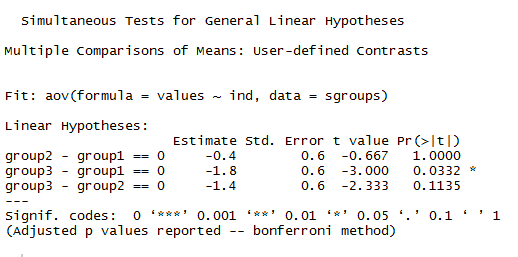 Simultaneous Tests for General Linear Hypotheses
Multiple Comparisons of Means: User-defined Contrasts
Fit: aov(formula = values ~ ind, data = sgroups)
Linear Hypotheses:
Estimate Std. Error t value Pr(>|t|)
group2 - group1 == 0 -0.4 0.6 -0.667 1.0000
group3 - group1 == 0 -1.8 0.6 -3.000 0.0332 *
group3 - group2 == 0 -1.4 0.6 -2.333 0.1135
---
Signif. codes: 0 ‘***’ 0.001 ‘**’ 0.01 ‘*’ 0.05 ‘.’ 0.1 ‘ ’ 1
(Adjusted p values reported -- bonferroni method)